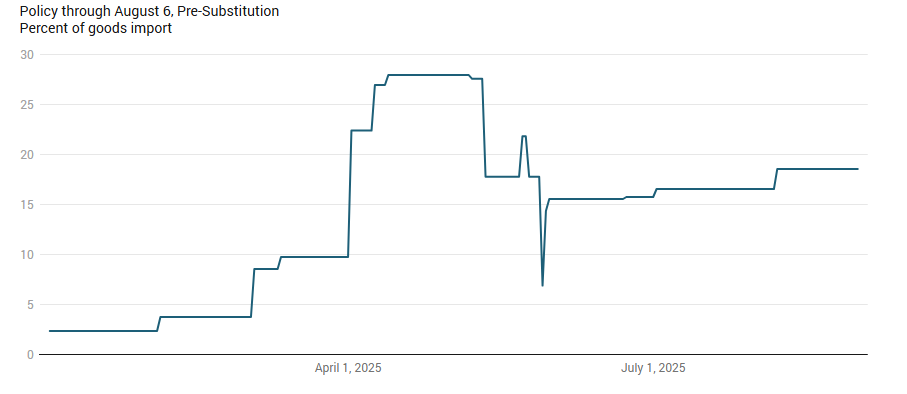 Policy through August 6, Pre-Substitution
Percent of goods import
30
25
20
15
10
5
0
April 1, 2025
July 1, 2025